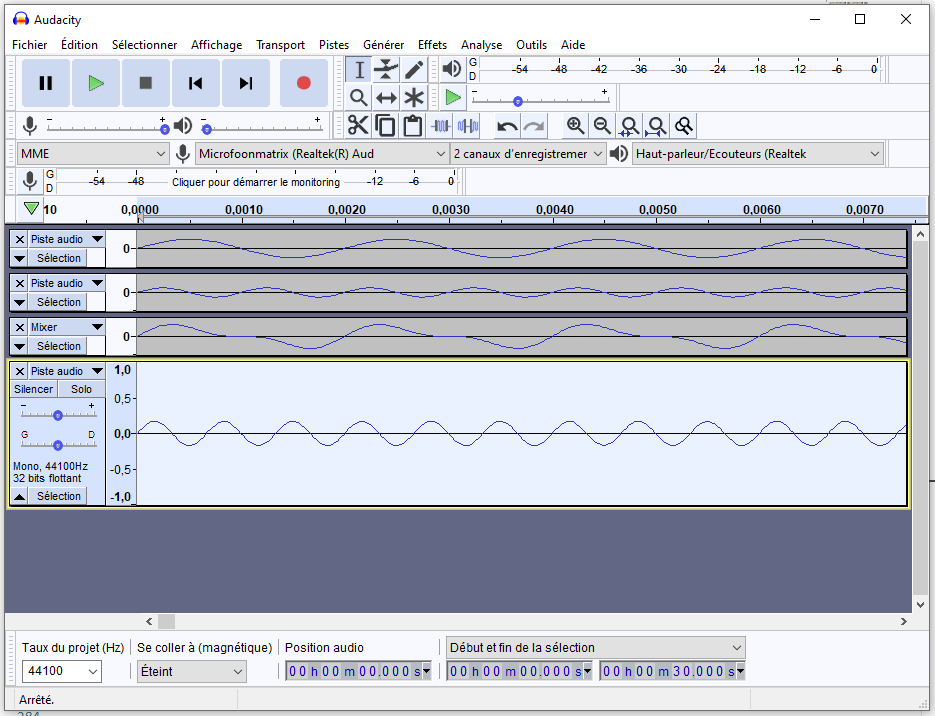 Audacity
Fichier Édition Sélectionner Affichage Transport Pistes Générer Effets Analyse Outils Aide
G
D
-54 -48 -42 -36 -30 -24 -18 -12 -6 0
- +
- + - +
MME Microfoonmatrix (Realtek(R) Aud 2 canaux d'enregistremer Haut-parleur/Ecouteurs (Realtek
G
D
-54 -48 Cliquer pour démarrer le monitoring -12 -6 0
10 0,0000 0,0010 0,0020 0,0030 0,0040 0,0050 0,0060 0,0070
Piste audio
0
Sélection
Piste audio
0
Sélection
Mixer
0
Sélection
Piste audio 1,0
Silencer Solo
0,5
- +
0,0
G D
Mono, 44100Hz
-0,5
32 bits flottant
Sélection -1,0
Taux du projet (Hz) Se coller à (magnétique) Position audio Début et fin de la sélection
44100 Éteint 00 h 00 m 00.000 s 00 h 00 m 00.000 s 00 h 00 m 30.000 s
Arrêté.